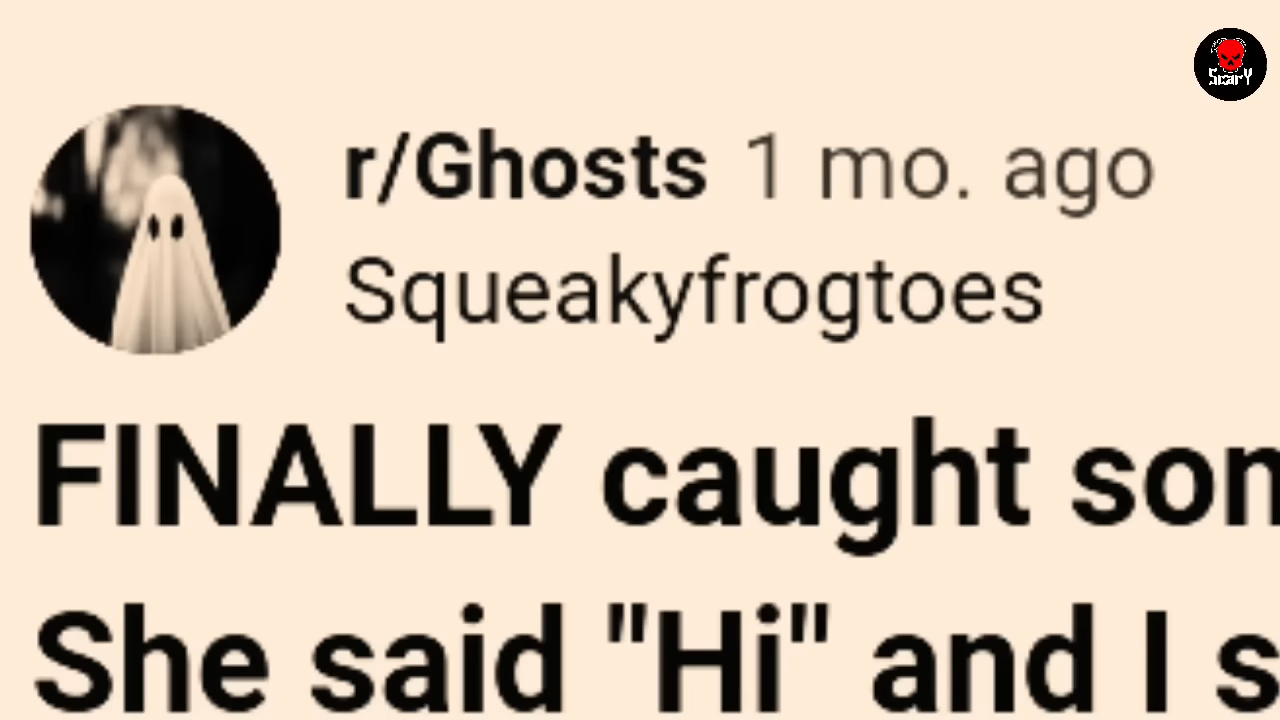 ScarY
r/Ghosts 1 mo. ago
Squeakyfrogtoes
FINALLY caught
She said "Hi" and I